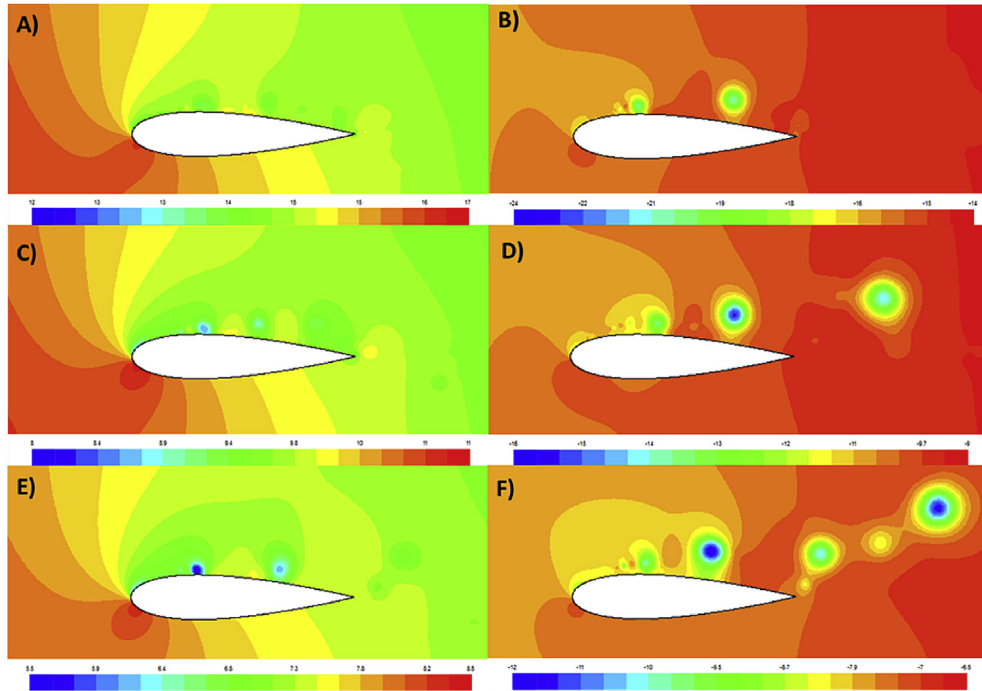 A)
B)
12 13 13 14 14 15 15 16 17
-24 -22 -21 -19 -18 -16 -15 -14
C)
D)
8 8.4 8.9 9.4 9.8 10 11 11
-16 -15 -14 -13 -12 -11 -9.7 -9
E)
F)
5.5 5.9 6.4 6.8 7.3 7.8 8.2 8.5
-12 -11 -10 -9.5 -8.7 -7.9 -7 -6.5